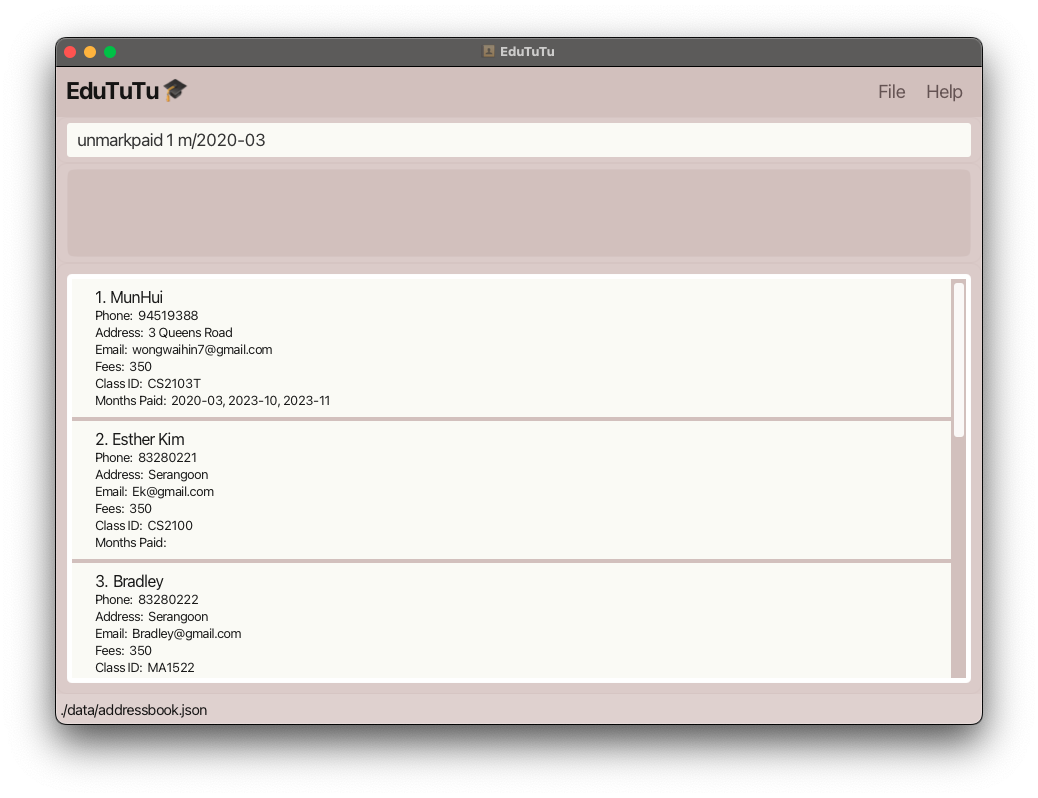 EduTuTu
EduTuTu
File Help
unmarkpaid 1 m/2020-03
1. MunHui
Phone: 94519388
Address: 3 Queens Road
Email: wongwaihin7@gmail.com
Fees: 350
Class ID: CS2103T
Months Paid: 2020-03, 2023-10, 2023-11
2. Esther Kim
Phone: 83280221
Address: Serangoon
Email: Ek@gmail.com
Fees: 350
Class ID: CS2100
Months Paid:
3. Bradley
Phone: 83280222
Address: Serangoon
Email: Bradley@gmail.com
Fees: 350
Class ID: MA1522
./data/addressbook.json